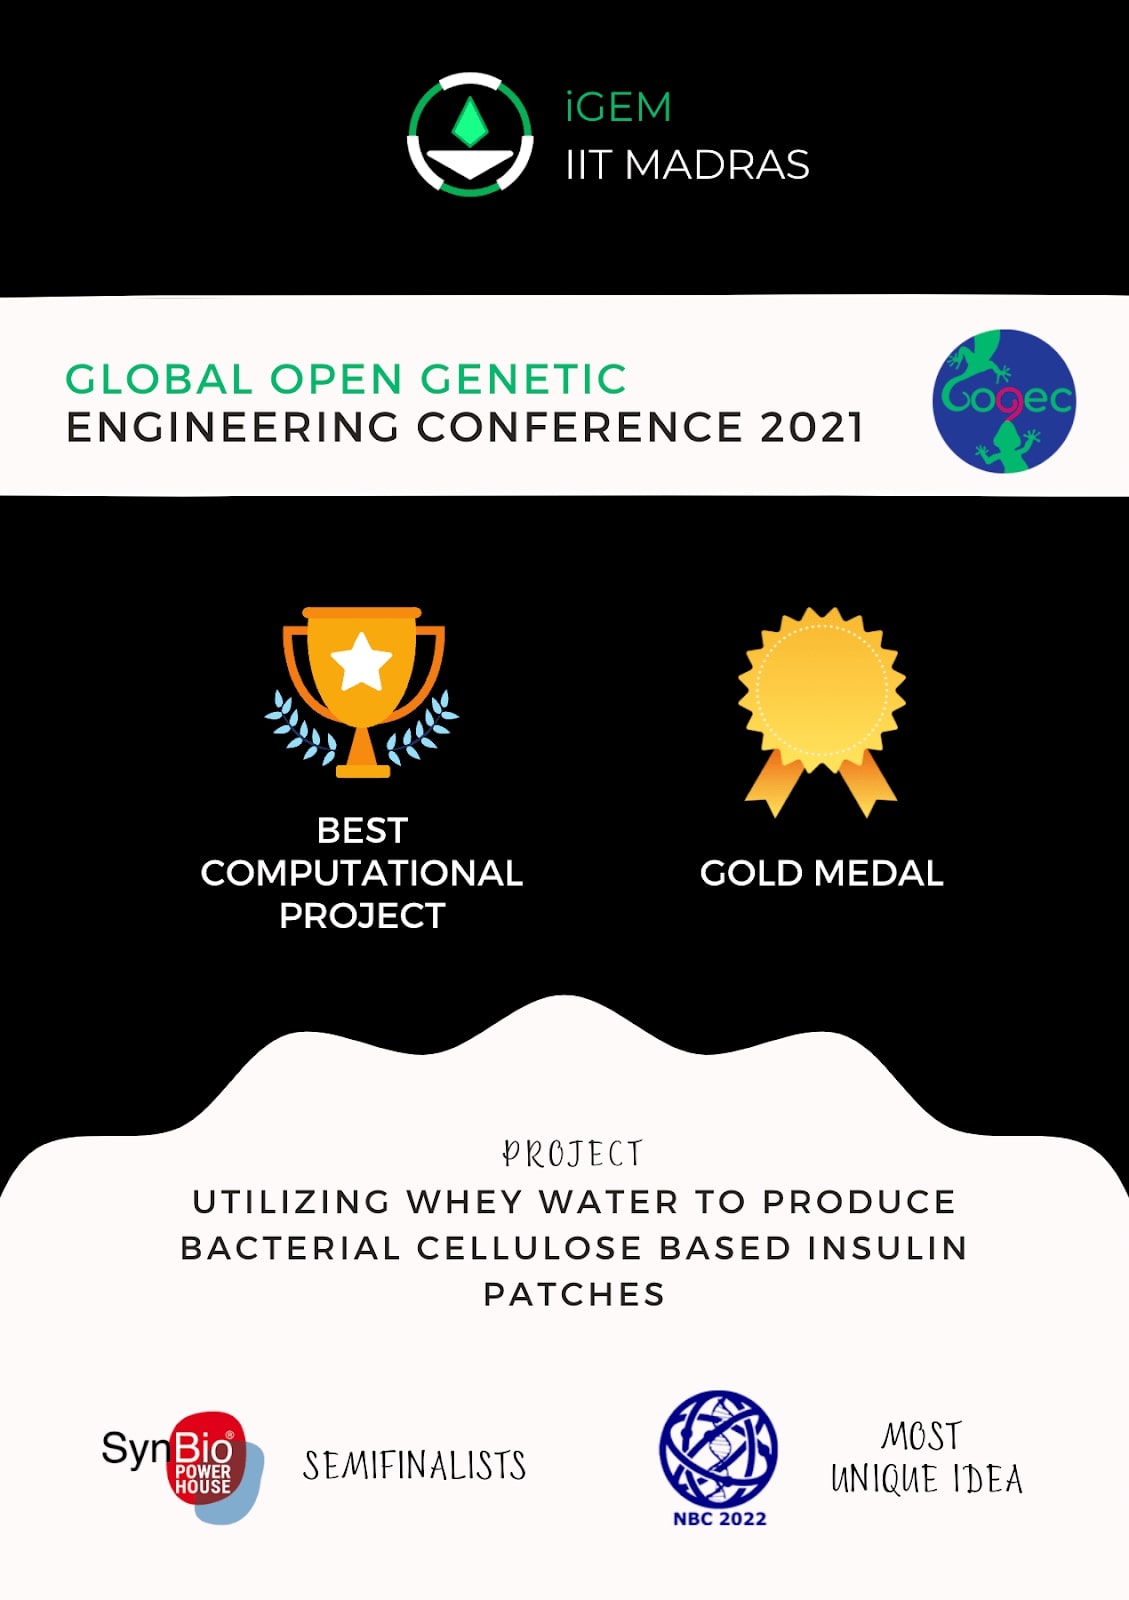 iGEM
IIT MADRAS
GLOBAL OPEN GENETIC
ENGINEERING CONFERENCE 2021
Gogec
BEST
COMPUTATIONAL
PROJECT
GOLD MEDAL
PROJECT
UTILIZING WHEY WATER TO PRODUCE
BACTERIAL CELLULOSE BASED INSULIN
PATCHES
SynBio®
POWER
HOUSE
SEMIFINALISTS
NBC 2022
MOST
UNIQUE IDEA